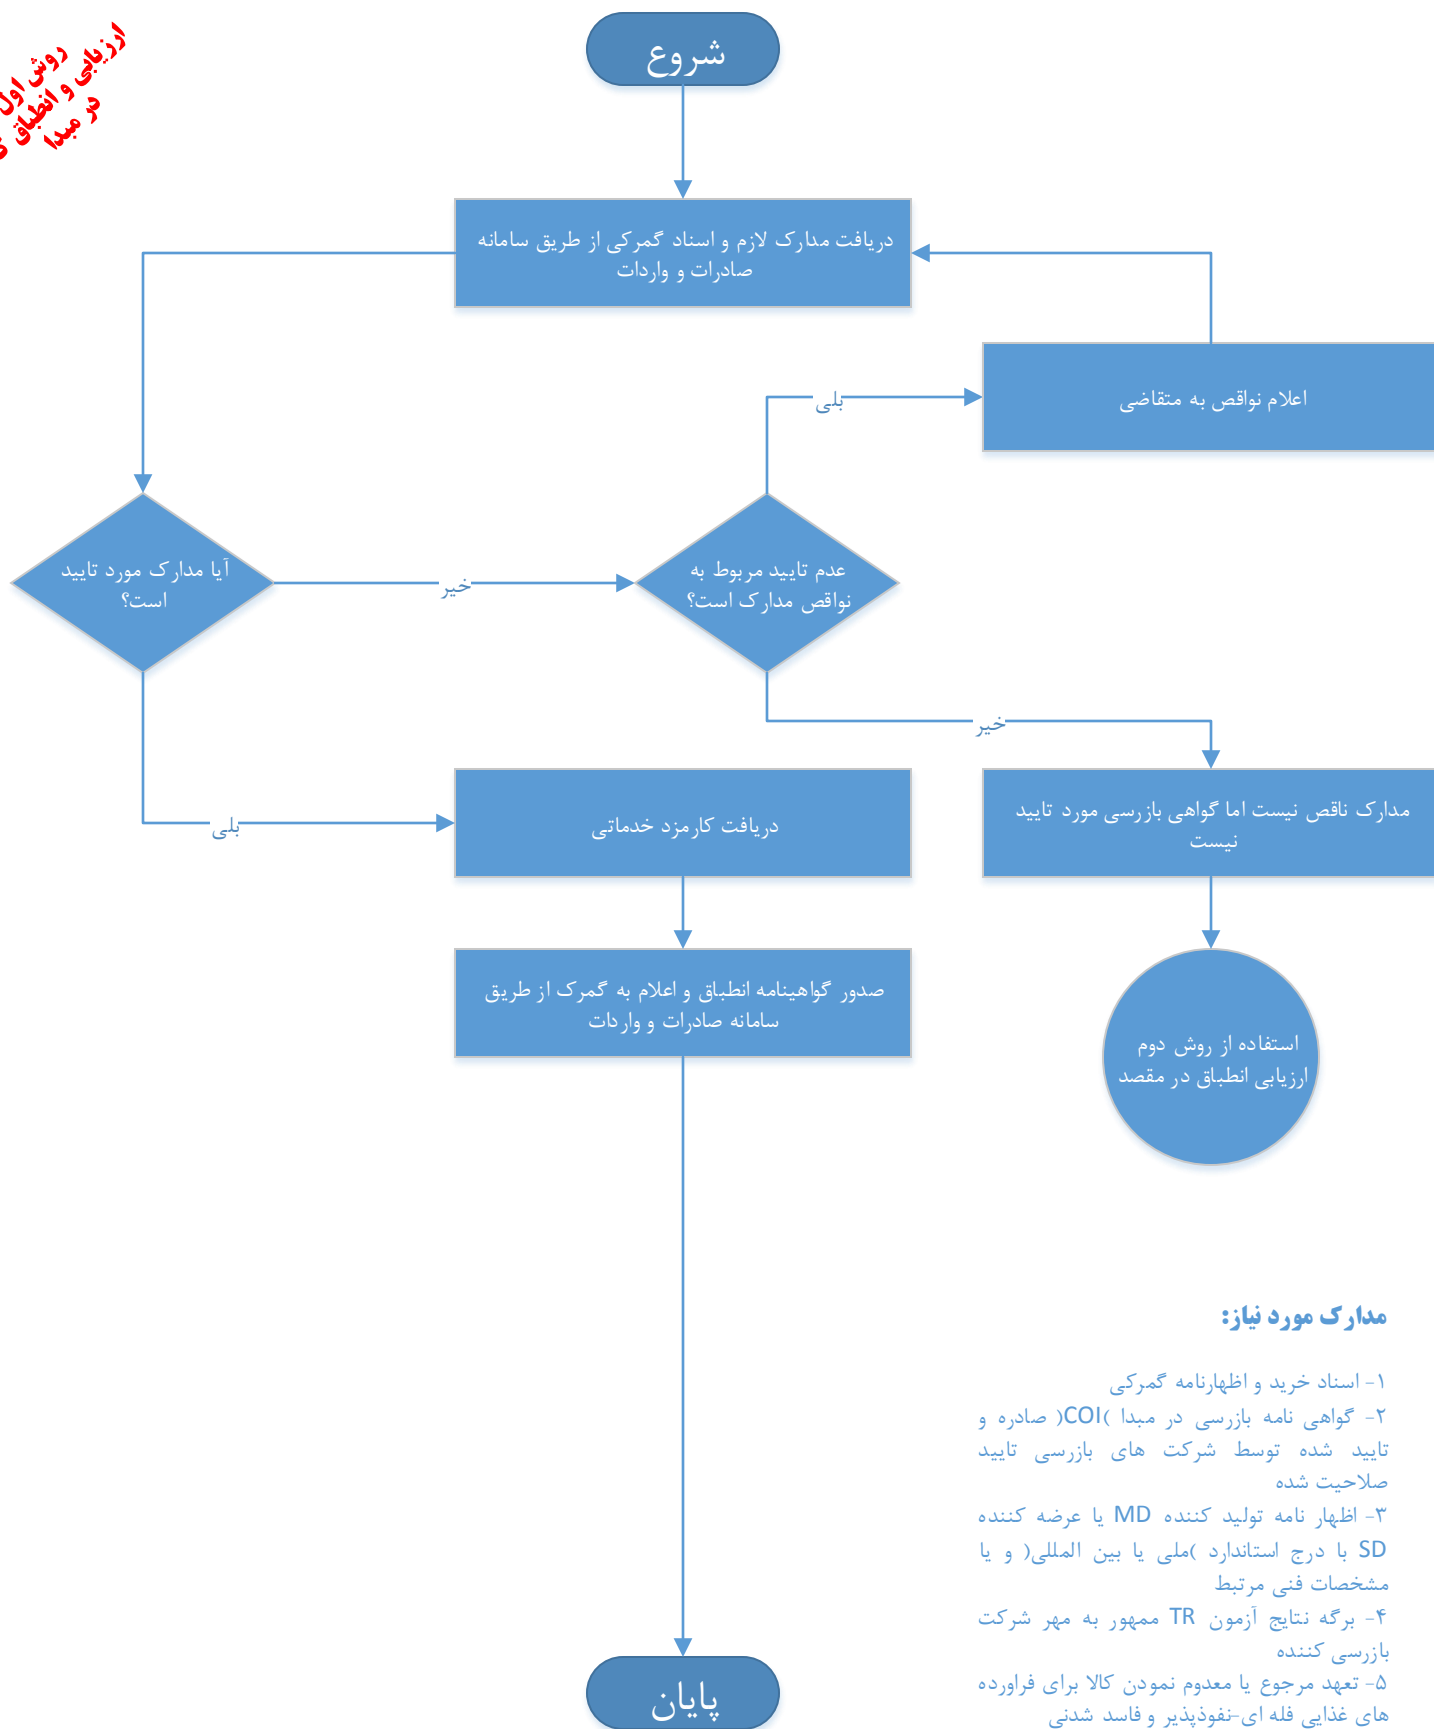 روش اول
ارزیابی و انطباق
در مبدا
شروع
دریافت مدارک لازم و اسناد گمرکی از طریق سامانه
صادرات و واردات
اعلام نواقص به متقاضی
بلی
آیا مدارک مورد تایید
است؟
خیر
عدم تایید مربوط به
نواقص مدارک است؟
خیر
بلی
دریافت کارمزد خدماتی
مدارک ناقص نیست اما گواهی بازرسی مورد تایید
نیست
صدور گواهینامه انطباق و اعلام به گمرک از طریق
سامانه صادرات و واردات
استفاده از روش دوم
ارزیابی انطباق در مقصد
مدارک مورد نیاز:
۱- اسناد خرید و اظهارنامه گمرکی
۲- گواهی نامه بازرسی در مبدا )COI( صادره و
تایید شده توسط شرکت های بازرسی تایید
صلاحیت شده
۳- اظهار نامه تولید کننده MD یا عرضه کننده
SD با درج استاندارد )ملی یا بین المللی( و یا
مشخصات فنی مرتبط
۴- برگه نتایج آزمون TR ممهور به مهر شرکت
بازرسی کننده
۵- تعهد مرجوع یا معدوم نمودن کالا برای فراورده
های غذایی فله ای-نفوذپذیر و فاسد شدنی
پایان